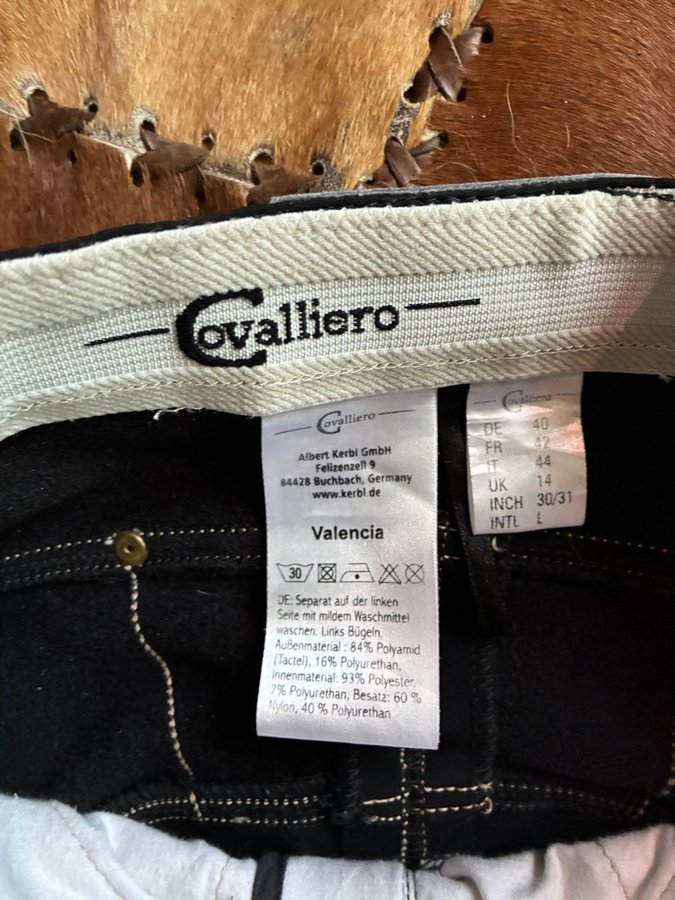 Covalliero
Covalliero
Albert Kerbl GmbH
Felizenzell 9
84428 Buchbach, Germany
www.kerbl.de
Valencia
30
DE: Separat auf der linken
Seite mit mildem Waschmittel
waschen. Links Bügeln.
Außenmaterial : 84% Polyamid
(Tactel), 16% Polyurethan,
Innenmaterial: 93% Polyester,
7% Polyurethan, Besatz: 60 %
Nylon, 40 % Polyurethan
Covalliero
DE 40
FR 42
IT 44
UK 14
INCH 30/31
INTL L